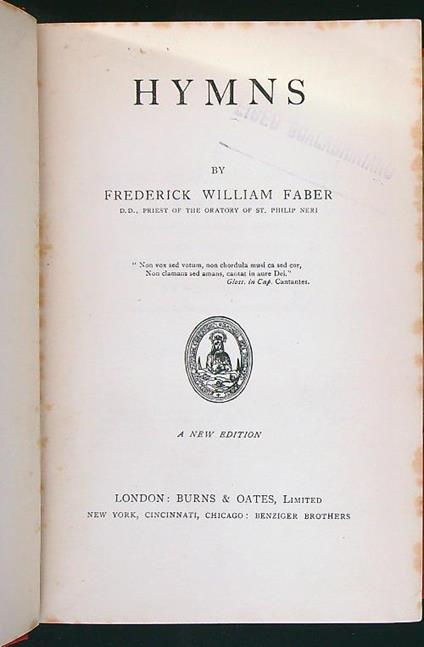 HYMNS
BY
FREDERICK WILLIAM FABER
D.D., PRIEST OF THE ORATORY OF ST. PHILIP NERI
" Non vox sed votum, non chordula musi ca sed cor,
Non clamans sed amans, cantat in aure Dei."
Gloss. in Cap. Cantantes.
A NEW EDITION
LONDON: BURNS & OATES, LIMITED
NEW YORK, CINCINNATI, CHICAGO: BENZIGER BROTHERS